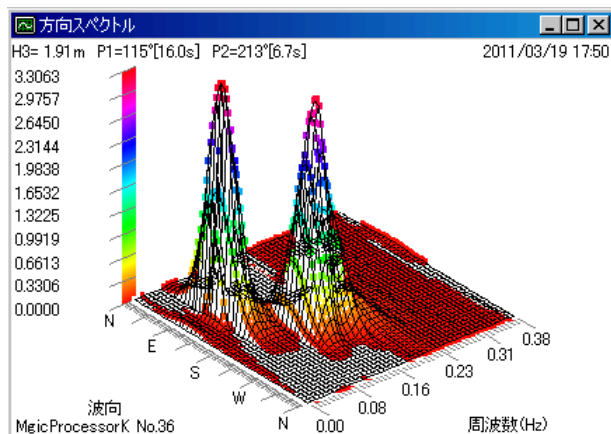 方向スペクトル
H3= 1.91m P1=115°[16.0s] P2=213°[6.7s] 2011/03/19 17:50
3.3063
2.9757
2.6450
2.3144
1.9838
1.6532
1.3225
0.9919
0.6613
0.3306
0.0000
N
E
S
W
N
0.00
0.08
0.16
0.23
0.31
0.38
波向
周波数(Hz)
MgicProcessorK No.36